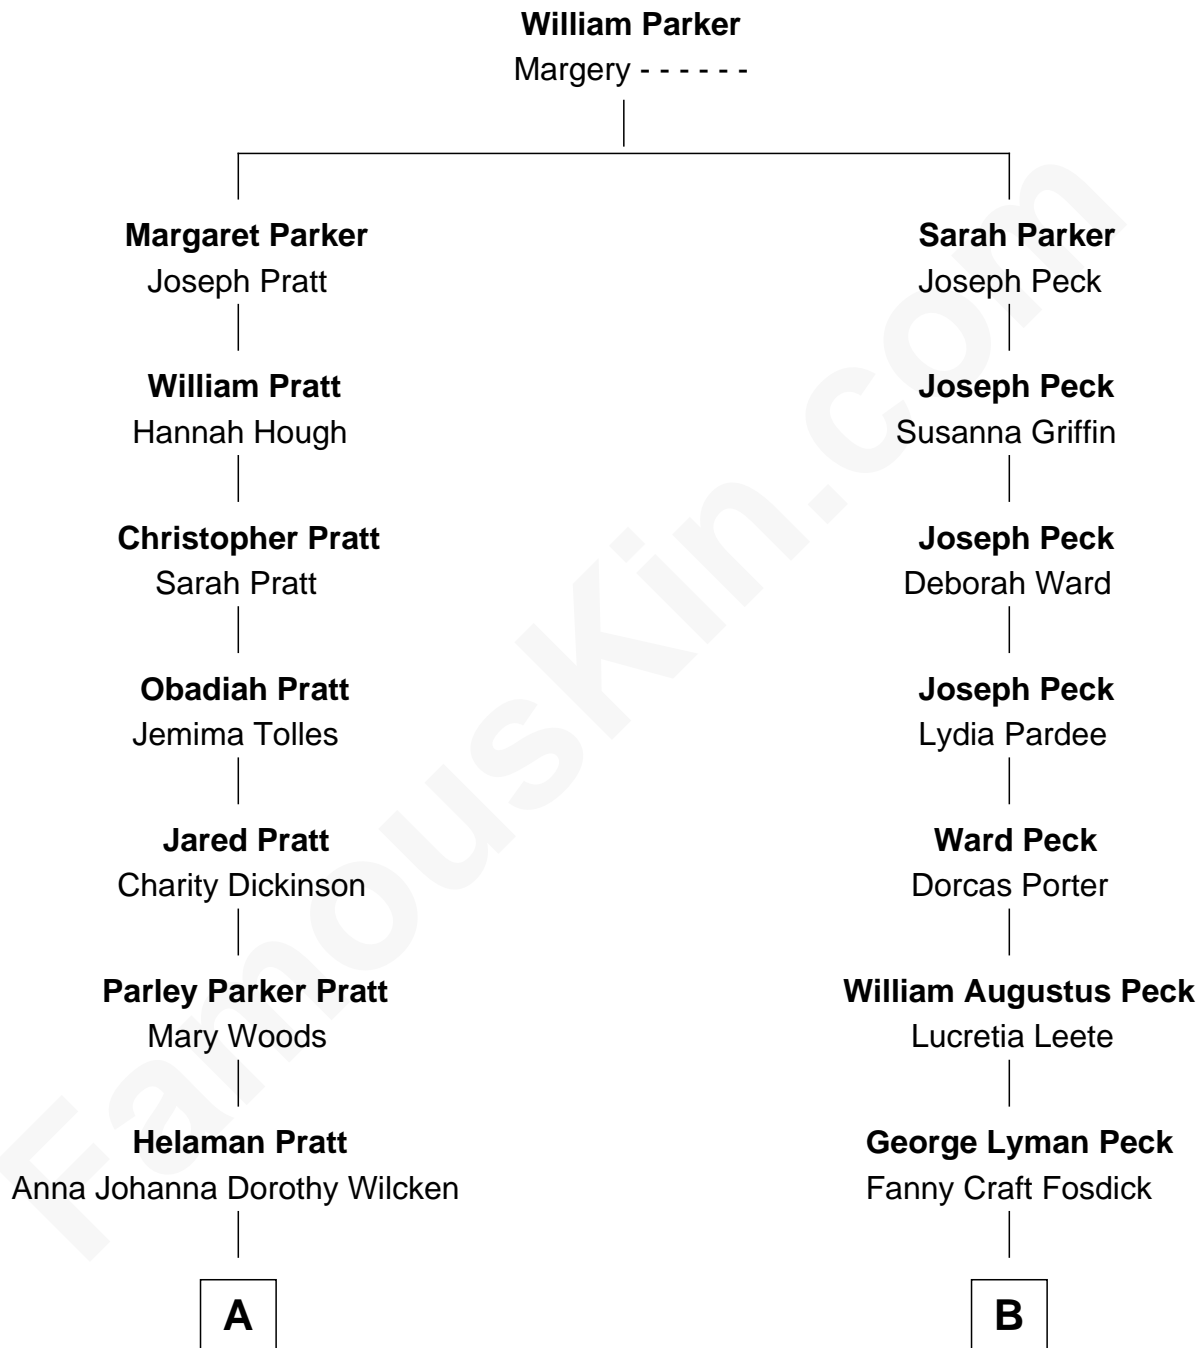 William Parker
Margery - - - - - -
Margaret Parker
Joseph Pratt
Sarah Parker
Joseph Peck
William Pratt
Hannah Hough
Joseph Peck
Susanna Griffin
Christopher Pratt
Sarah Pratt
Joseph Peck
Deborah Ward
Obadiah Pratt
Jemima Tolles
Joseph Peck
Lydia Pardee
Jared Pratt
Charity Dickinson
Ward Peck
Dorcas Porter
Parley Parker Pratt
Mary Woods
William Augustus Peck
Lucretia Leete
Helaman Pratt
Anna Johanna Dorothy Wilcken
George Lyman Peck
Fanny Craft Fosdick
A
B
FamousKin.com